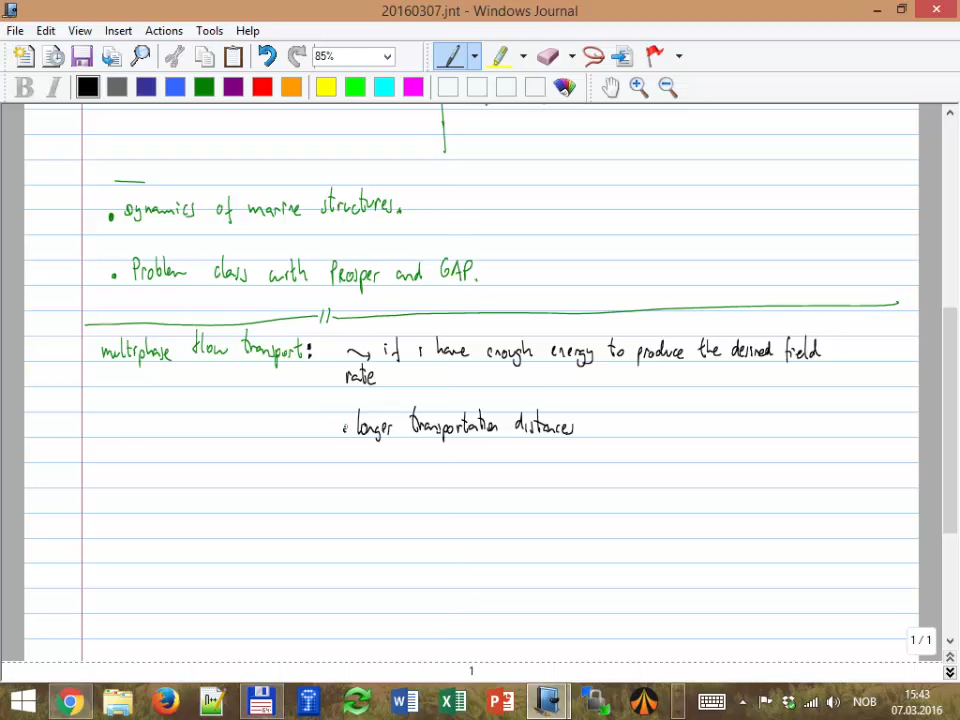 20160307.jnt - Windows Journal
File Edit View Insert Actions Tools Help
85%
B I
• Dynamics of marine structures.
• Problem class with Prosper and GAP.
multiphase flow transport: if I have enough energy to produce the desired field
rate
• longer transportation distances
1 / 1
1
NOB
15:43
07.03.2016